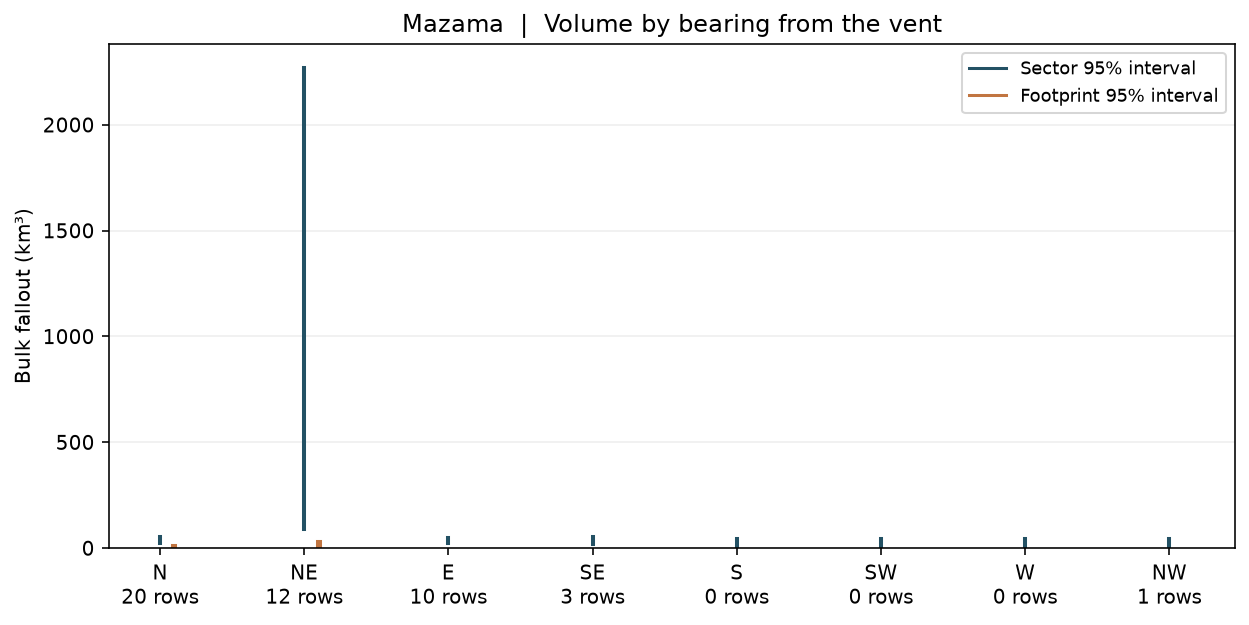 Mazama | Volume by bearing from the vent
Sector 95% interval
Footprint 95% interval
Bulk fallout (km³)
2000
1500
1000
500
0
N NE E SE S SW W NW
20 rows 12 rows 10 rows 3 rows 0 rows 0 rows 0 rows 1 rows